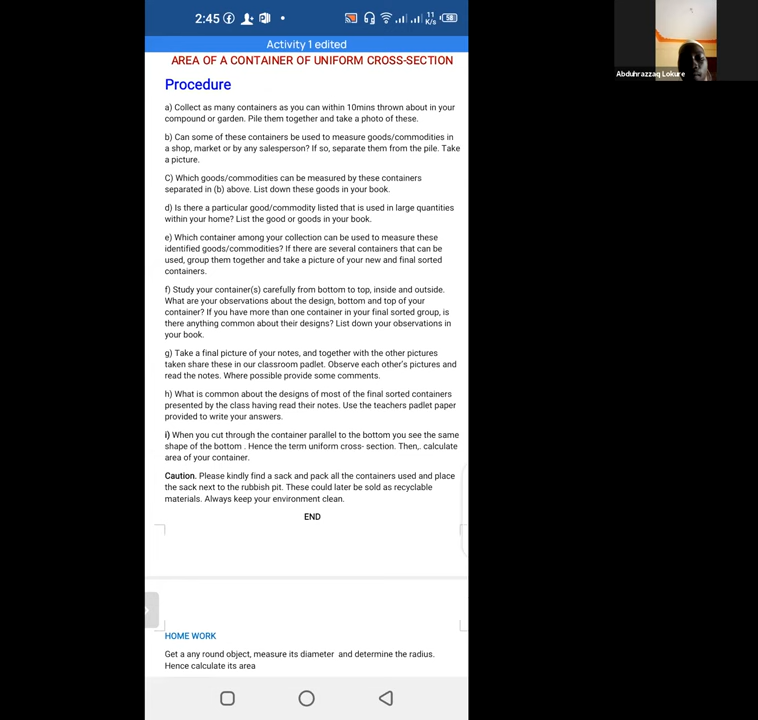 2:45
11
K/s
58
Abduhrazzaq Lokure
Activity 1 edited
AREA OF A CONTAINER OF UNIFORM CROSS-SECTION
Procedure
a) Collect as many containers as you can within 10mins thrown about in your
compound or garden. Pile them together and take a photo of these.
b) Can some of these containers be used to measure goods/commodities in
a shop, market or by any salesperson? If so, separate them from the pile. Take
a picture.
C) Which goods/commodities can be measured by these containers
separated in (b) above. List down these goods in your book.
d) Is there a particular good/commodity listed that is used in large quantities
within your home? List the good or goods in your book.
e) Which container among your collection can be used to measure these
identified goods/commodities? If there are several containers that can be
used, group them together and take a picture of your new and final sorted
containers.
f) Study your container(s) carefully from bottom to top, inside and outside.
What are your observations about the design, bottom and top of your
container? If you have more than one container in your final sorted group, is
there anything common about their designs? List down your observations in
your book.
g) Take a final picture of your notes, and together with the other pictures
taken share these in our classroom padlet. Observe each other's pictures and
read the notes. Where possible provide some comments.
h) What is common about the designs of most of the final sorted containers
presented by the class having read their notes. Use the teachers padlet paper
provided to write your answers.
i) When you cut through the container parallel to the bottom you see the same
shape of the bottom . Hence the term uniform cross- section. Then,. calculate
area of your container.
Caution. Please kindly find a sack and pack all the containers used and place
the sack next to the rubbish pit. These could later be sold as recyclable
materials. Always keep your environment clean.
END
HOME WORK
Get a any round object, measure its diameter and determine the radius.
Hence calculate its area